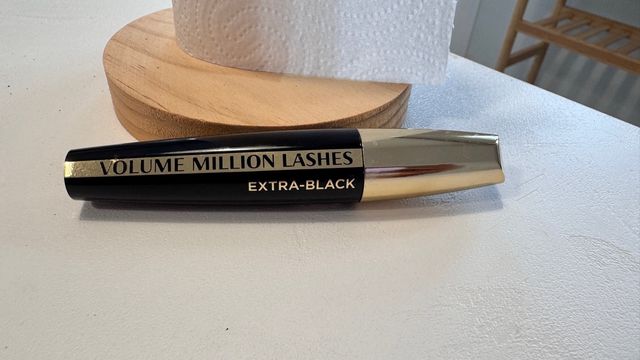 VOLUME MILLION LASHES
EXTRA-BLACK